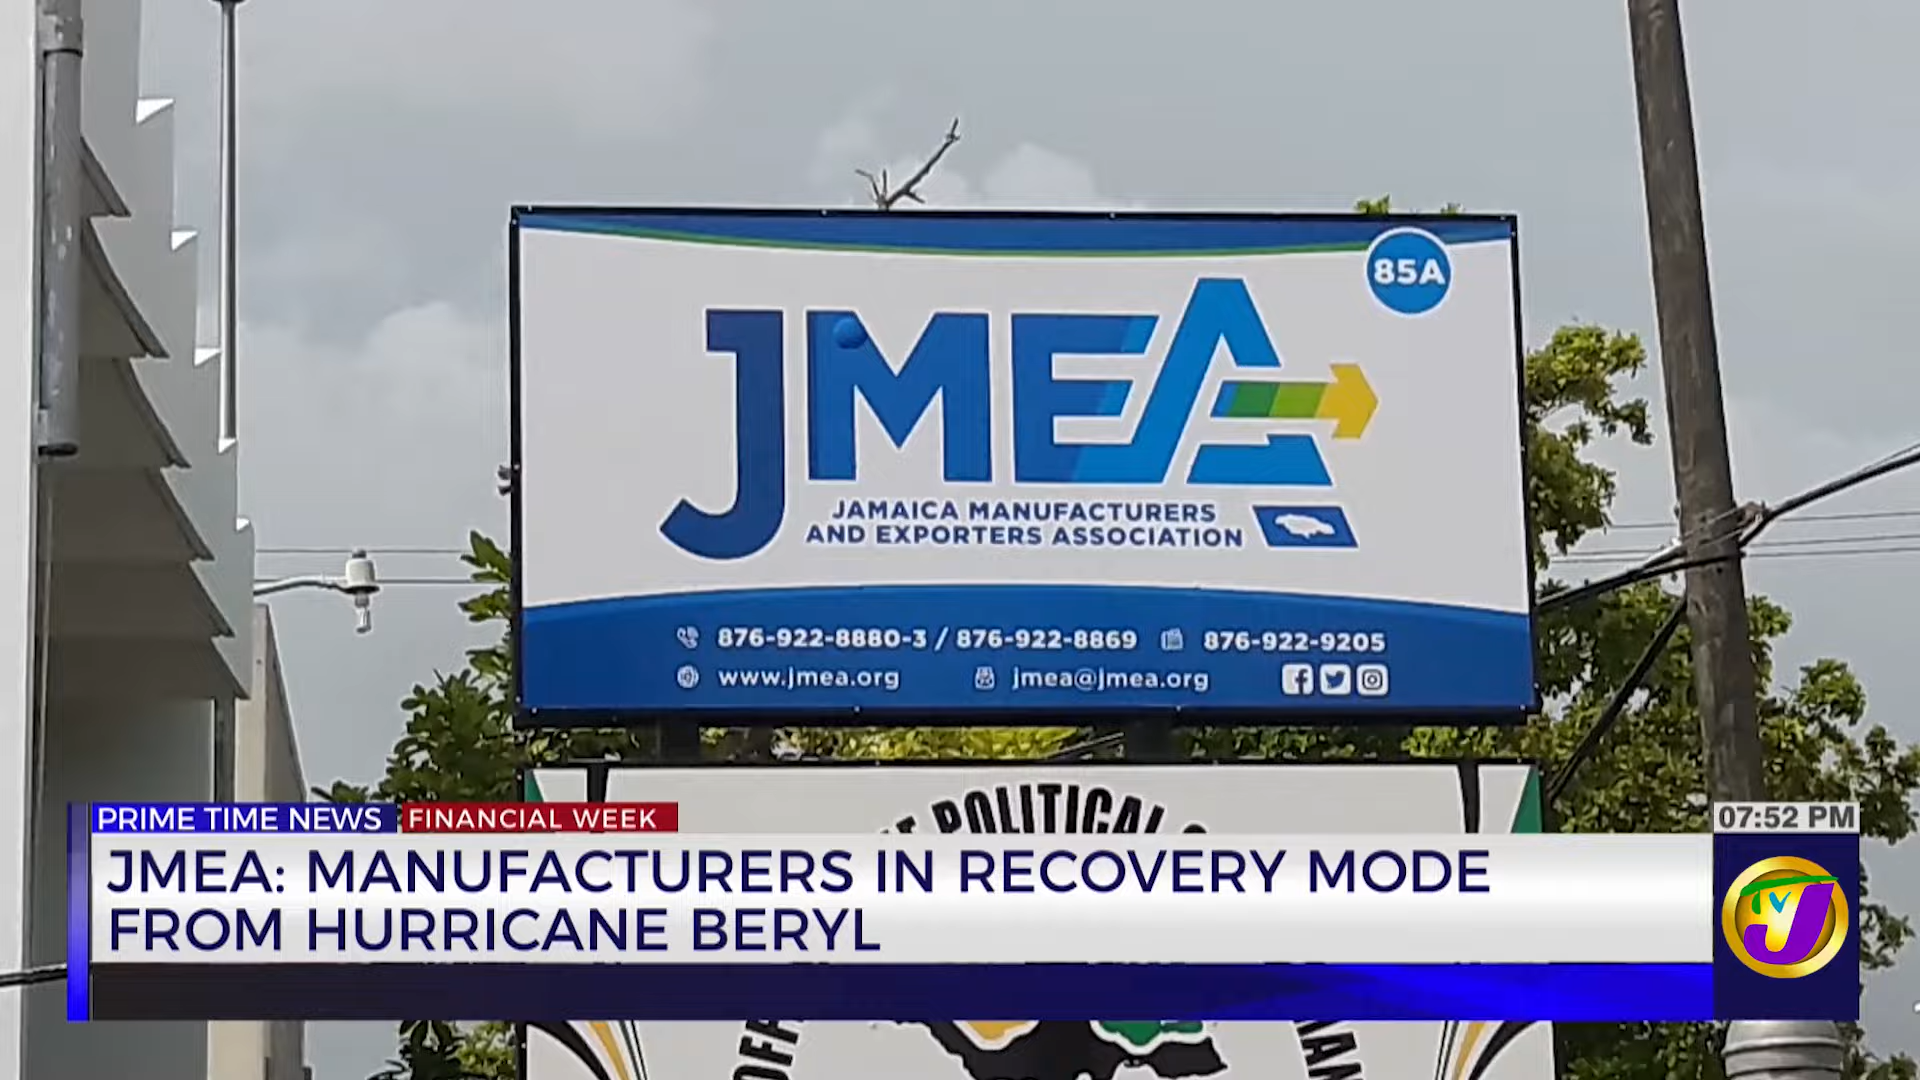 85A
JMEA
JAMAICA MANUFACTURERS
AND EXPORTERS ASSOCIATION
876-922-8880-3 / 876-922-8869 876-922-9205
www.jmea.org jmea@jmea.org
POLITICAL
PRIME TIME NEWS FINANCIAL WEEK
07:52 PM
JMEA: MANUFACTURERS IN RECOVERY MODE
FROM HURRICANE BERYL
TVJ